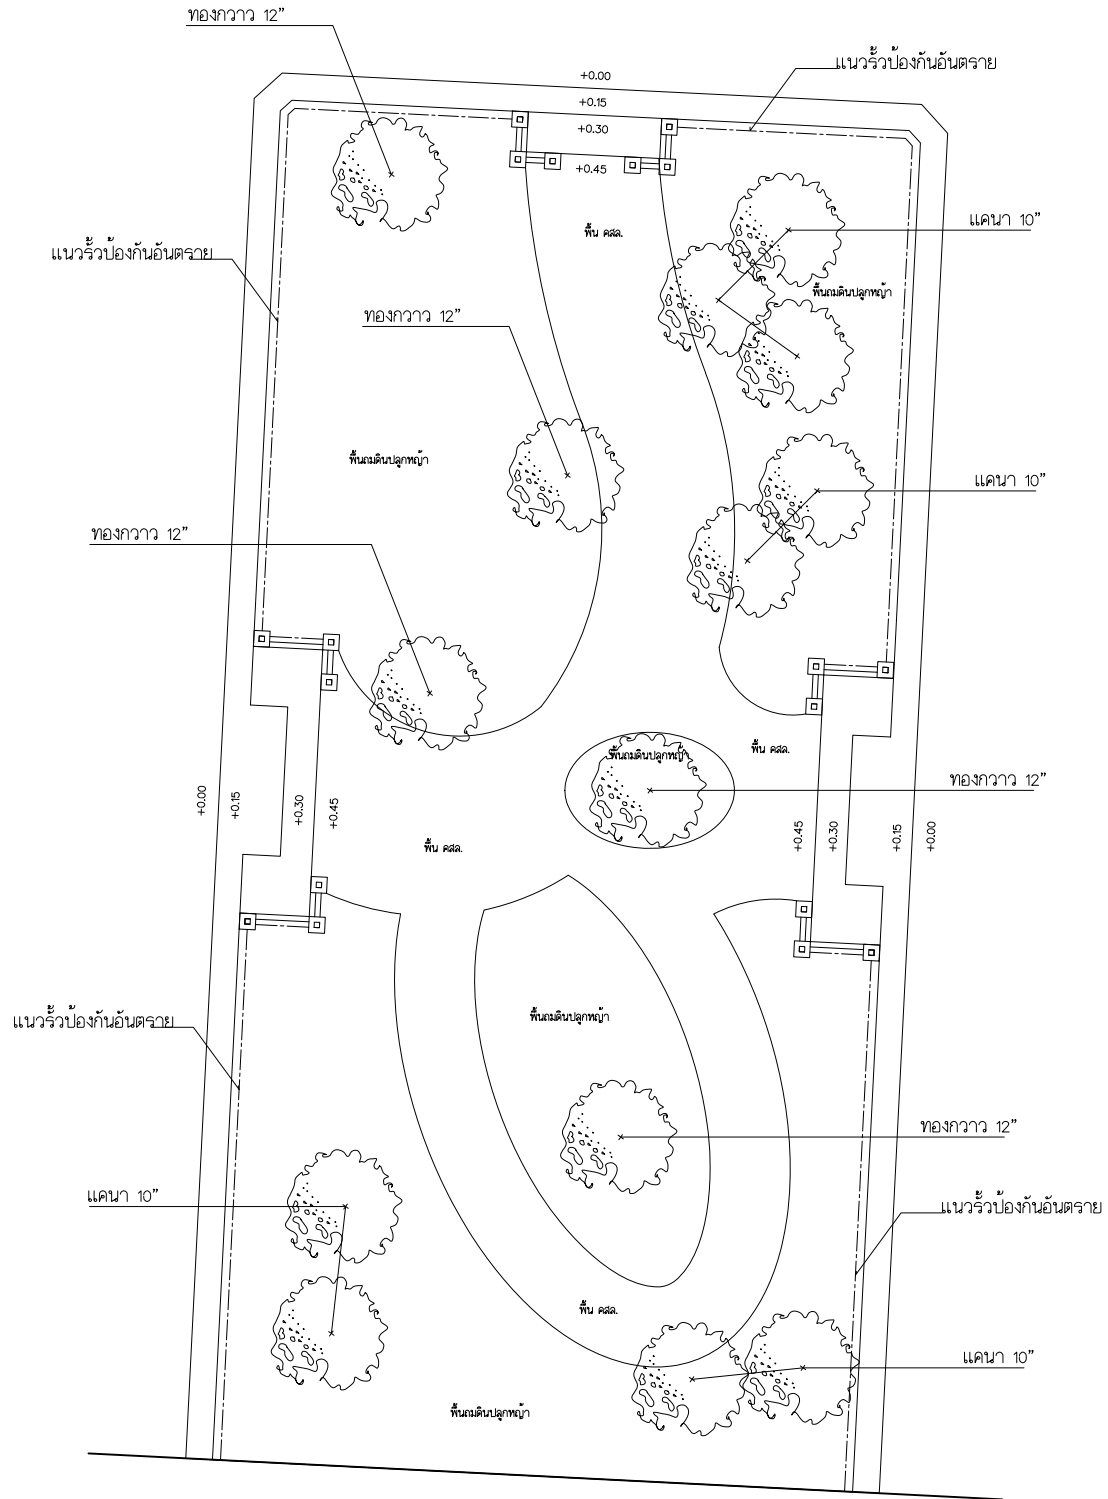 ทองกวาว 12"
แนวรั้วป้องกันอันตราย
+0.00
+0.15
+0.30
+0.45
แคนา 10"
พื้น คสล.
แนวรั้วป้องกันอันตราย
พื้นถมดินปลูกหญ้า
ทองกวาว 12"
พื้นถมดินปลูกหญ้า
แคนา 10"
ทองกวาว 12"
พื้น คสล.
พื้นถมดินปลูกหญ้า
ทองกวาว 12"
+0.00
+0.15
+0.30
+0.45
+0.45
+0.30
+0.15
+0.00
พื้น คสล.
แนวรั้วป้องกันอันตราย
พื้นถมดินปลูกหญ้า
ทองกวาว 12"
แคนา 10"
แนวรั้วป้องกันอันตราย
พื้น คสล.
แคนา 10"
พื้นถมดินปลูกหญ้า